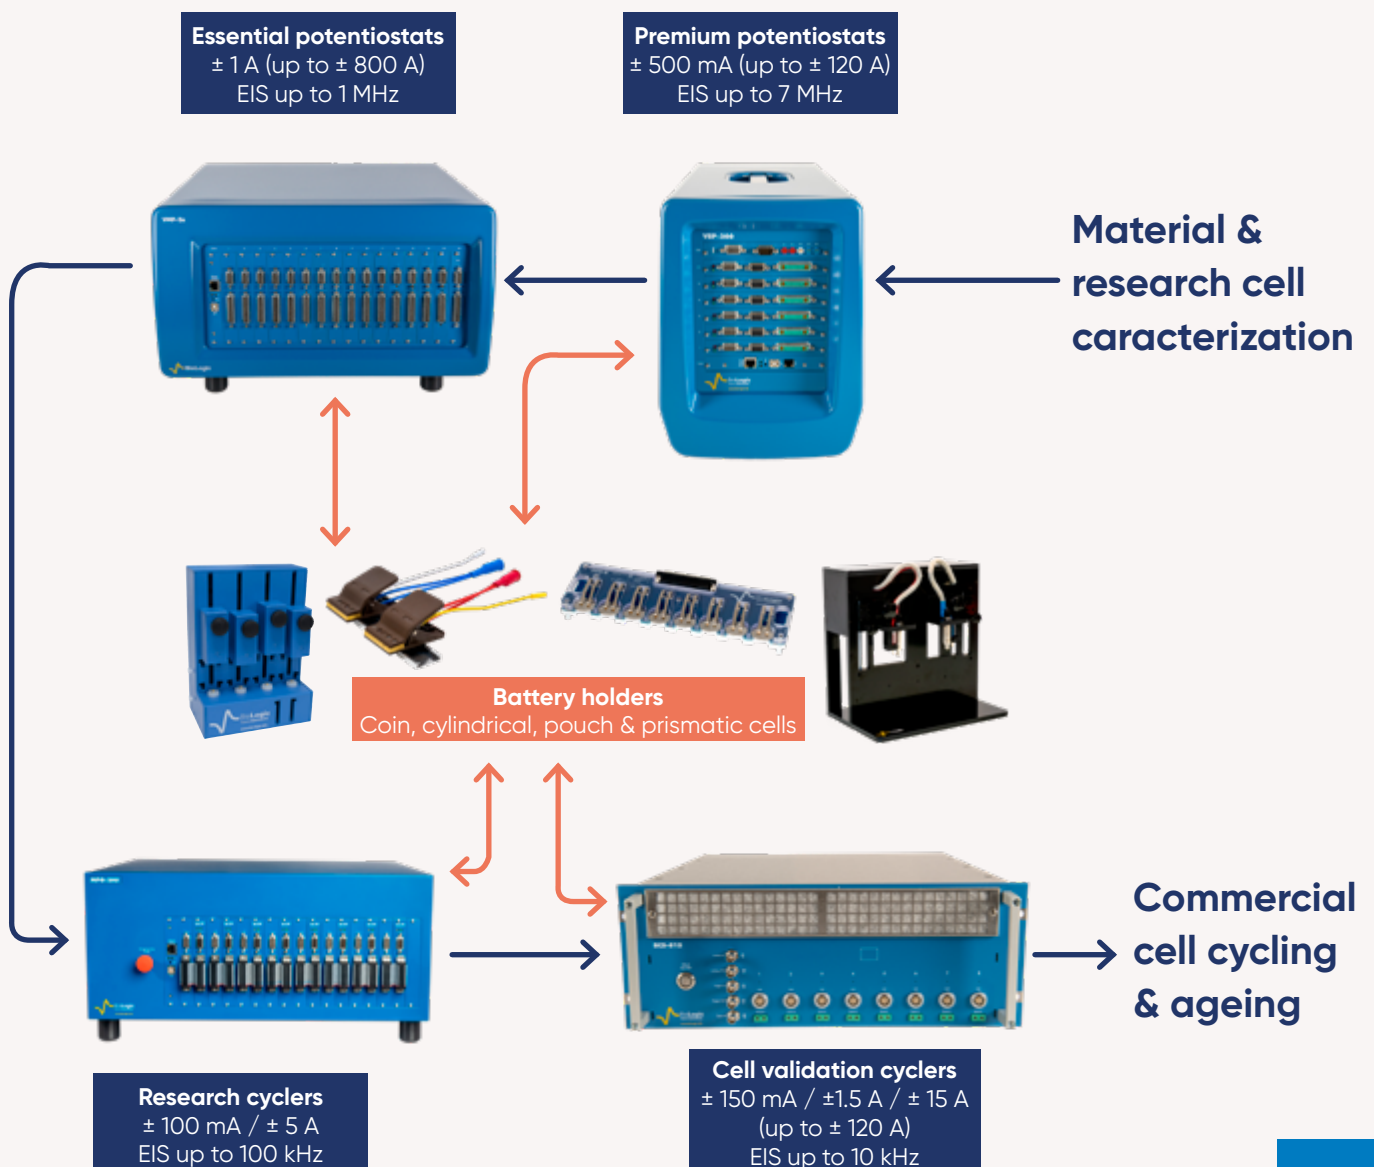 Essential potentiostats
± 1 A (up to ± 800 A)
EIS up to 1 MHz
Premium potentiostats
± 500 mA (up to ± 120 A)
EIS up to 7 MHz
Material &
research cell
caracterization
BioLogic
Battery holders
Coin, cylindrical, pouch & prismatic cells
Commercial
cell cycling
& ageing
Research cyclers
± 100 mA / ± 5 A
EIS up to 100 kHz
Cell validation cyclers
± 150 mA / ±1.5 A / ± 15 A
(up to ± 120 A)
EIS up to 10 kHz